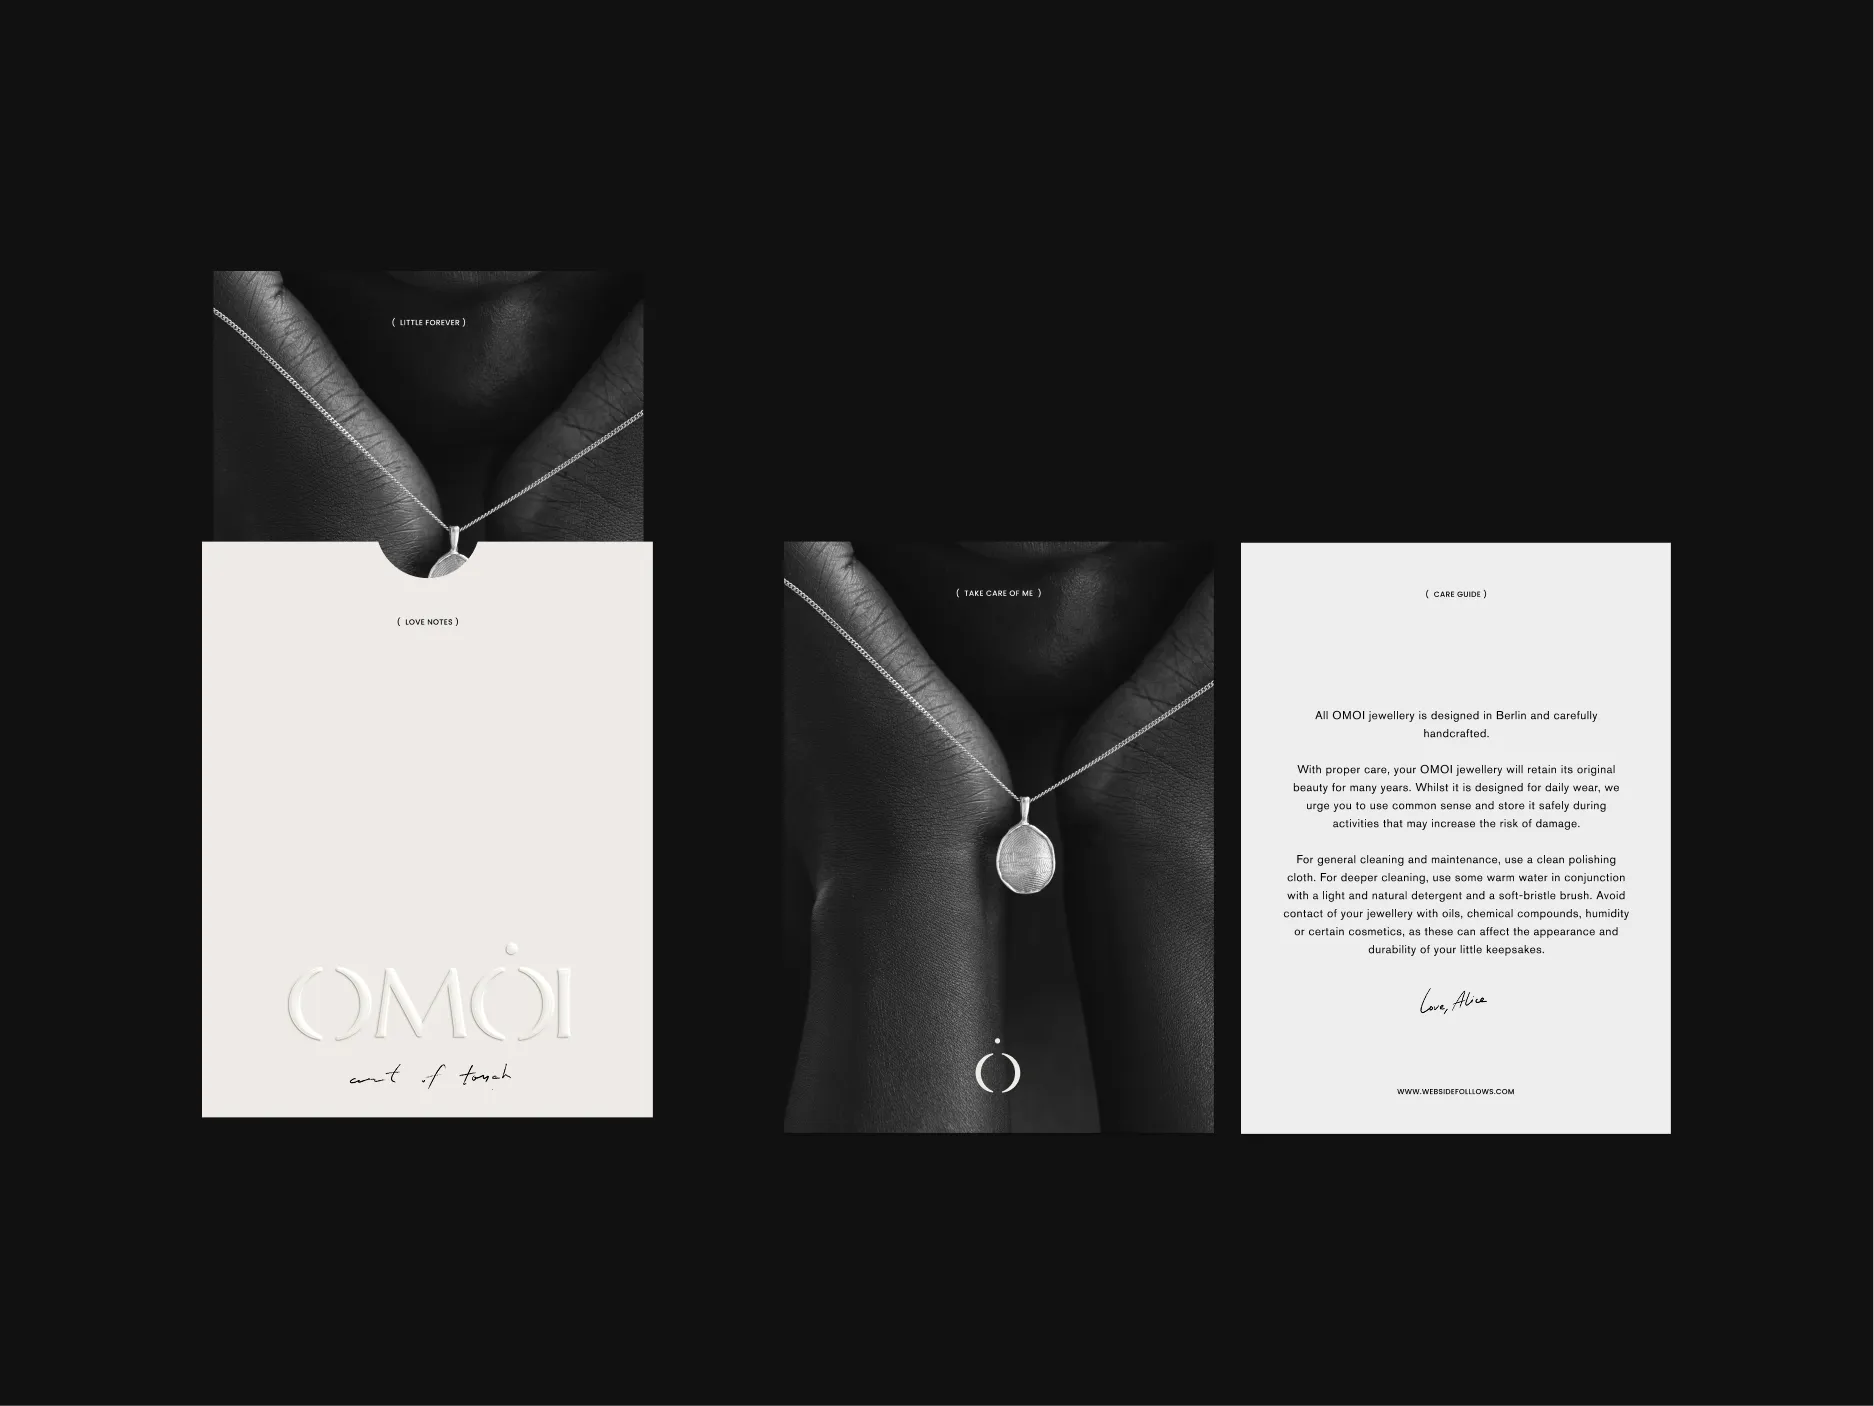 ( LITTLE FOREVER )
( LOVE NOTES )
OMOI
art of touch
( TAKE CARE OF ME )
( CARE GUIDE )
All OMOI jewellery is designed in Berlin and carefully
handcrafted.
With proper care, your OMOI jewellery will retain its original
beauty for many years. Whilst it is designed for daily wear, we
urge you to use common sense and store it safely during
activities that may increase the risk of damage.
For general cleaning and maintenance, use a clean polishing
cloth. For deeper cleaning, use some warm water in conjunction
with a light and natural detergent and a soft-bristle brush. Avoid
contact of your jewellery with oils, chemical compounds, humidity
or certain cosmetics, as these can affect the appearance and
durability of your little keepsakes.
Love, Alice
WWW.WEBSIDEFOLLLOWS.COM